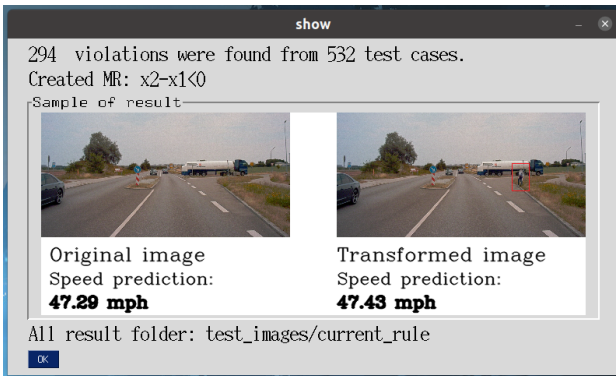 show
294 violations were found from 532 test cases.
Created MR: x2-x1<0
Sample of result
Original image
Speed prediction:
47.29 mph
Transformed image
Speed prediction:
47.43 mph
All result folder: test_images/current_rule
OK